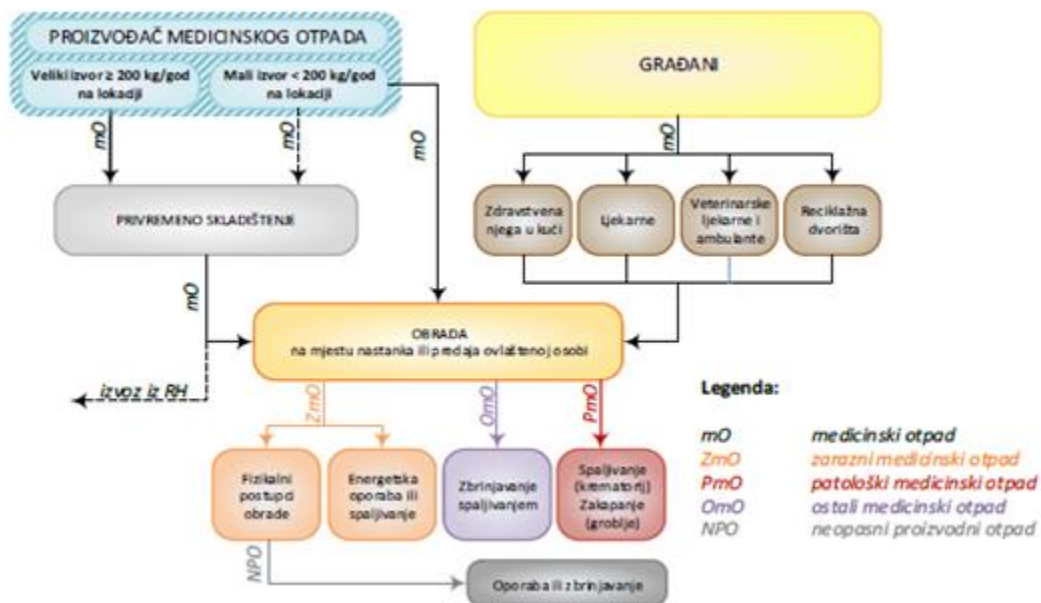 PROIZVOĐAČ MEDICINSKOG OTPADA
Veliki izvor ≥ 200 kg/god
na lokaciji
Mali izvor < 200 kg/god
na lokaciji
GRAĐANI
mO
mO
mO
mO
PRIVREMENO SKLADIŠTENJE
Zdravstvena
njega u kući
Ljekarne
Veterinarske
ljekarne i
ambulante
Reciklažna
dvorišta
mO
OBRADA
na mjestu nastanka ili predaja ovlaštenoj osobi
izvoz iz RH
ZmO
OmO
PmO
Fizikalni
postupci
obrade
Energetska
oporaba ili
spaljivanje
Zbrinjavanje
spaljivanjem
Spaljivanje
(krematorij)
Zakapanje
(groblje)
NPO
Oporaba ili zbrinjavanje
Legenda:
mO medicinski otpad
ZmO zarazni medicinski otpad
PmO patološki medicinski otpad
OmO ostali medicinski otpad
NPO neopasni proizvodni otpad